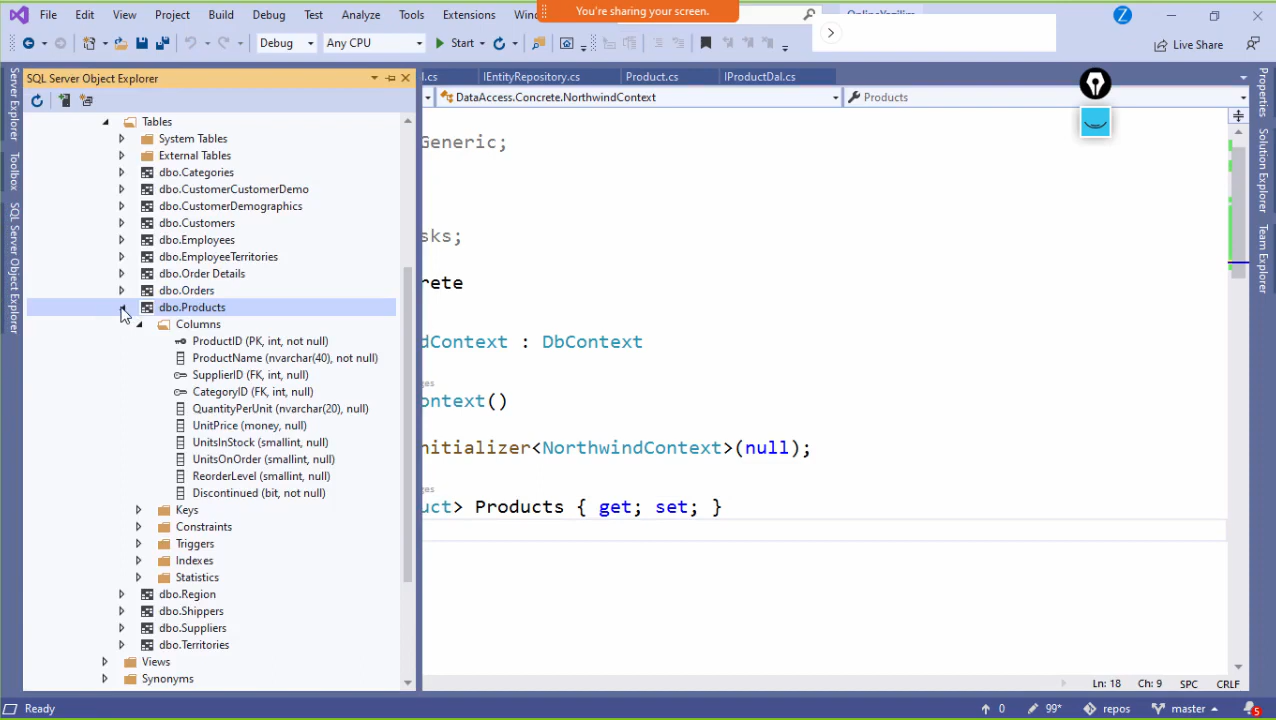 File Edit View Project Build Debug Test Analyze Tools Extensions
You're sharing your screen.
Debug Any CPU Start
Live Share
SQL Server Object Explorer
IEntityRepository.cs Product.cs IProductDal.cs
DataAccess.Concrete.NorthwindContext Products
Server Explorer
Toolbox
SQL Server Object Explorer
Tables
System Tables
External Tables
dbo.Categories
dbo.CustomerCustomerDemo
dbo.CustomerDemographics
dbo.Customers
dbo.Employees
dbo.EmployeeTerritories
dbo.Order Details
dbo.Orders
dbo.Products
Columns
ProductID (PK, int, not null)
ProductName (nvarchar(40), not null)
SupplierID (FK, int, null)
CategoryID (FK, int, null)
QuantityPerUnit (nvarchar(20), null)
UnitPrice (money, null)
UnitsInStock (smallint, null)
UnitsOnOrder (smallint, null)
ReorderLevel (smallint, null)
Discontinued (bit, not null)
Keys
Constraints
Triggers
Indexes
Statistics
dbo.Region
dbo.Shippers
dbo.Suppliers
dbo.Territories
Views
Synonyms
Generic;
sks;
rete
dContext : DbContext
ontext()
nitializer<NorthwindContext>(null);
uct> Products { get; set; }
Properties
Solution Explorer
Team Explorer
Ln: 18 Ch: 9 SPC CRLF
Ready 0 99+ repos master 5